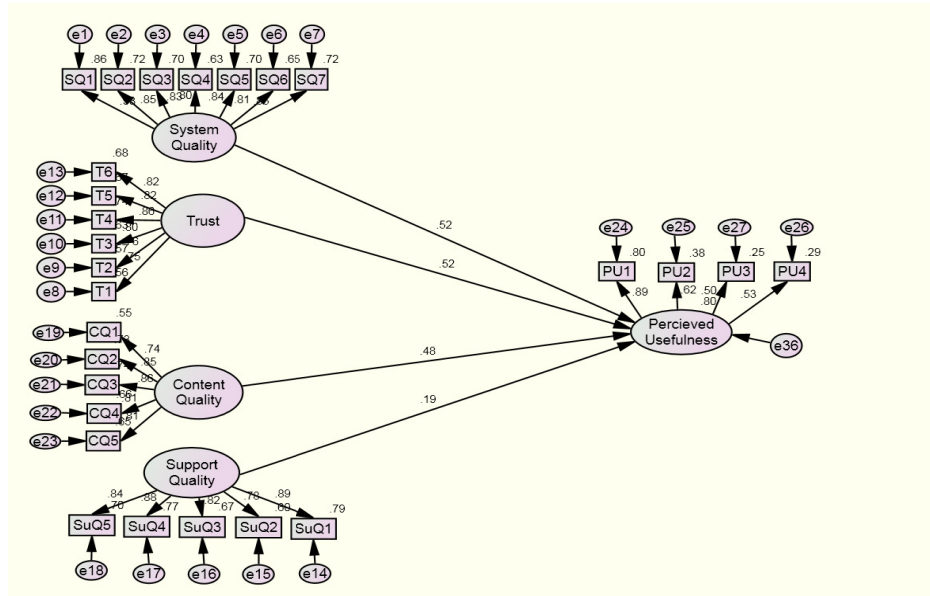 e1 e2 e3 e4 e5 e6 e7
.86 .72 .70 .63 .70 .65 .72
SQ1 SQ2 SQ3 SQ4 SQ5 SQ6 SQ7
.85 .83 .80 .84 .81
System
Quality
.68
e13 T6
.82
e12 T5
.82
e11 T4
.80
e10 T3
e9 T2
e8 T1
Trust
.52
.52
e24 e25 e27 e26
.80 .38 .25 .29
PU1 PU2 PU3 PU4
.89 .62 .50 .53
.80
Percieved
Usefulness
e36
.55
e19 CQ1
.74
e20 CQ2
.85
e21 CQ3
.86
e22 CQ4
.81
e23 CQ5
Content
Quality
.48
.19
Support
Quality
.84 .88 .82 .78 .89
.70 .77 .67 .60 .79
SuQ5 SuQ4 SuQ3 SuQ2 SuQ1
e18 e17 e16 e15 e14